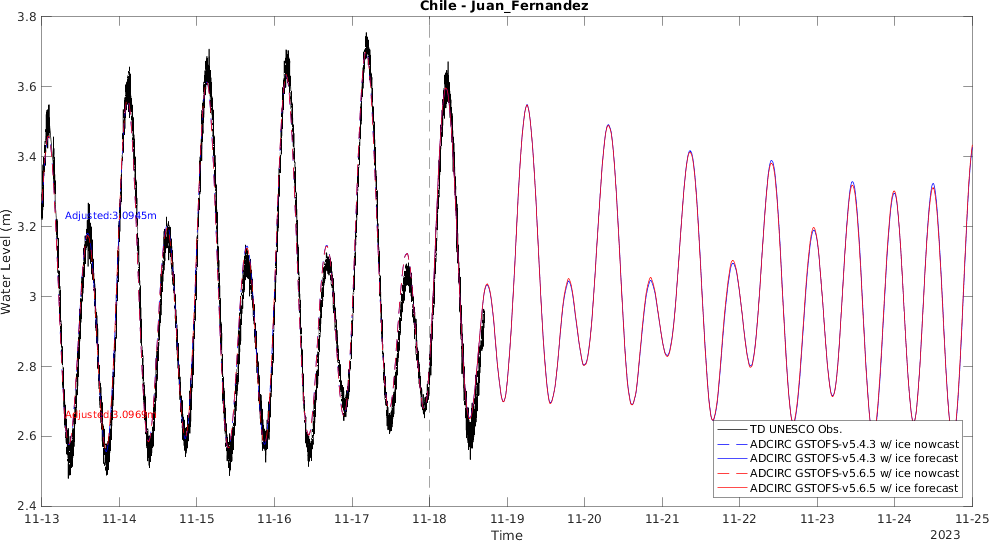 Chile - Juan_Fernandez
Water Level (m)
3.8
3.6
3.4
3.2
3
2.8
2.6
2.4
Adjusted:3.0945m
Adjusted:3.0969m
TD UNESCO Obs.
ADCIRC GSTOFS-v5.4.3 w/ ice nowcast
ADCIRC GSTOFS-v5.4.3 w/ ice forecast
ADCIRC GSTOFS-v5.6.5 w/ ice nowcast
ADCIRC GSTOFS-v5.6.5 w/ ice forecast
11-13 11-14 11-15 11-16 11-17 11-18 11-19 11-20 11-21 11-22 11-23 11-24 11-25
Time
2023